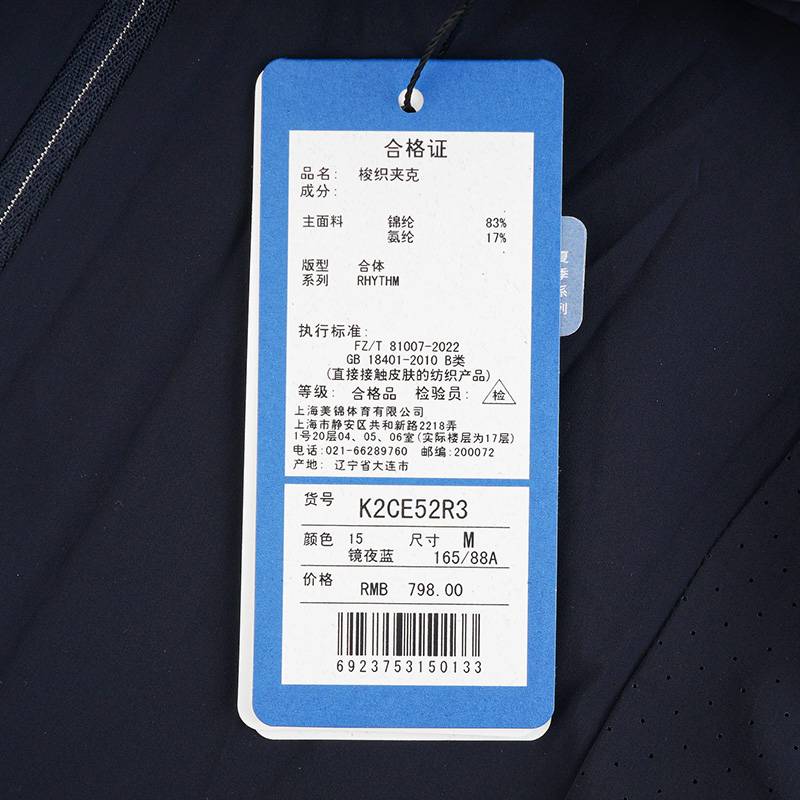 合格证
品名: 梭织夹克
成分:
主面料 锦纶 83%
氨纶 17%
版型 合体
系列 RHYTHM
执行标准:
FZ/T 81007-2022
GB 18401-2010 B类
(直接接触皮肤的纺织产品)
等级: 合格品 检验员: 检
上海美锦体育有限公司
上海市静安区共和新路2218弄
1号20层04、05、06室(实际楼层为17层)
电话:021-66289760 邮编:200072
产地: 辽宁省大连市
夏季系列
货号 K2CE52R3
颜色 15 尺寸 M
镜夜蓝 165/88A
价格 RMB 798.00
6923753150133